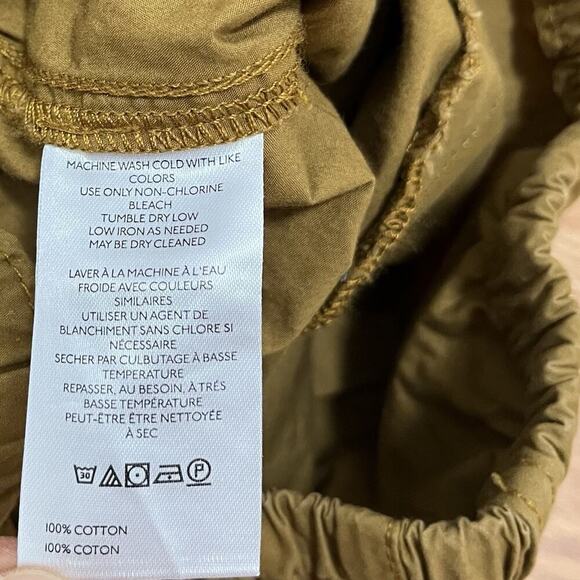 MACHINE WASH COLD WITH LIKE
COLORS
USE ONLY NON-CHLORINE
BLEACH
TUMBLE DRY LOW
LOW IRON AS NEEDED
MAY BE DRY CLEANED
LAVER À LA MACHINE À L'EAU
FROIDE AVEC COULEURS
SIMILAIRES
UTILISER UN AGENT DE
BLANCHIMENT SANS CHLORE SI
NÉCESSAIRE
SECHER PAR CULBUTAGE À BASSE
TEMPERATURE
REPASSER, AU BESOIN, À TRÉS
BASSE TEMPÉRATURE
PEUT-ÊTRE ÊTRE NETTOYÉE
À SEC
30 P
100% COTTON
100% COTON